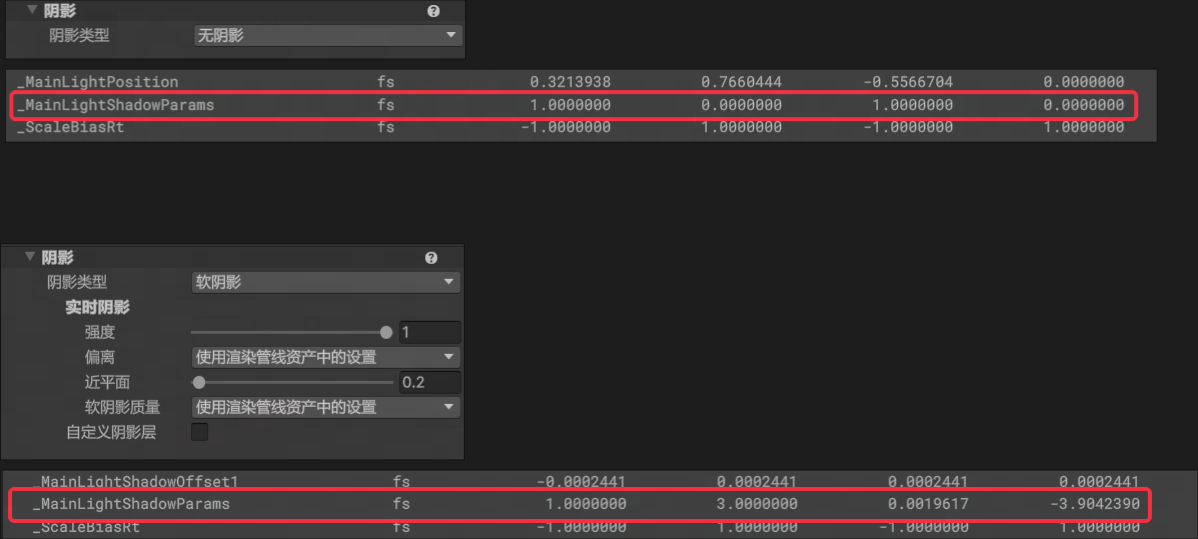 阴影 ?
阴影类型 无阴影
_MainLightPosition fs 0.3213938 0.7660444 -0.5566704 0.0000000
_MainLightShadowParams fs 1.0000000 0.0000000 1.0000000 0.0000000
_ScaleBiasRt fs -1.0000000 1.0000000 -1.0000000 1.0000000
阴影 ?
阴影类型 软阴影
实时阴影
强度 1
偏离 使用渲染管线资产中的设置
近平面 0.2
软阴影质量 使用渲染管线资产中的设置
自定义阴影层
_MainLightShadowOffset1 fs -0.0002441 0.0002441 0.0002441 0.0002441
_MainLightShadowParams fs 1.0000000 3.0000000 0.0019617 -3.9042390
_ScaleBiasRt fs -1.0000000 1.0000000 -1.0000000 1.0000000